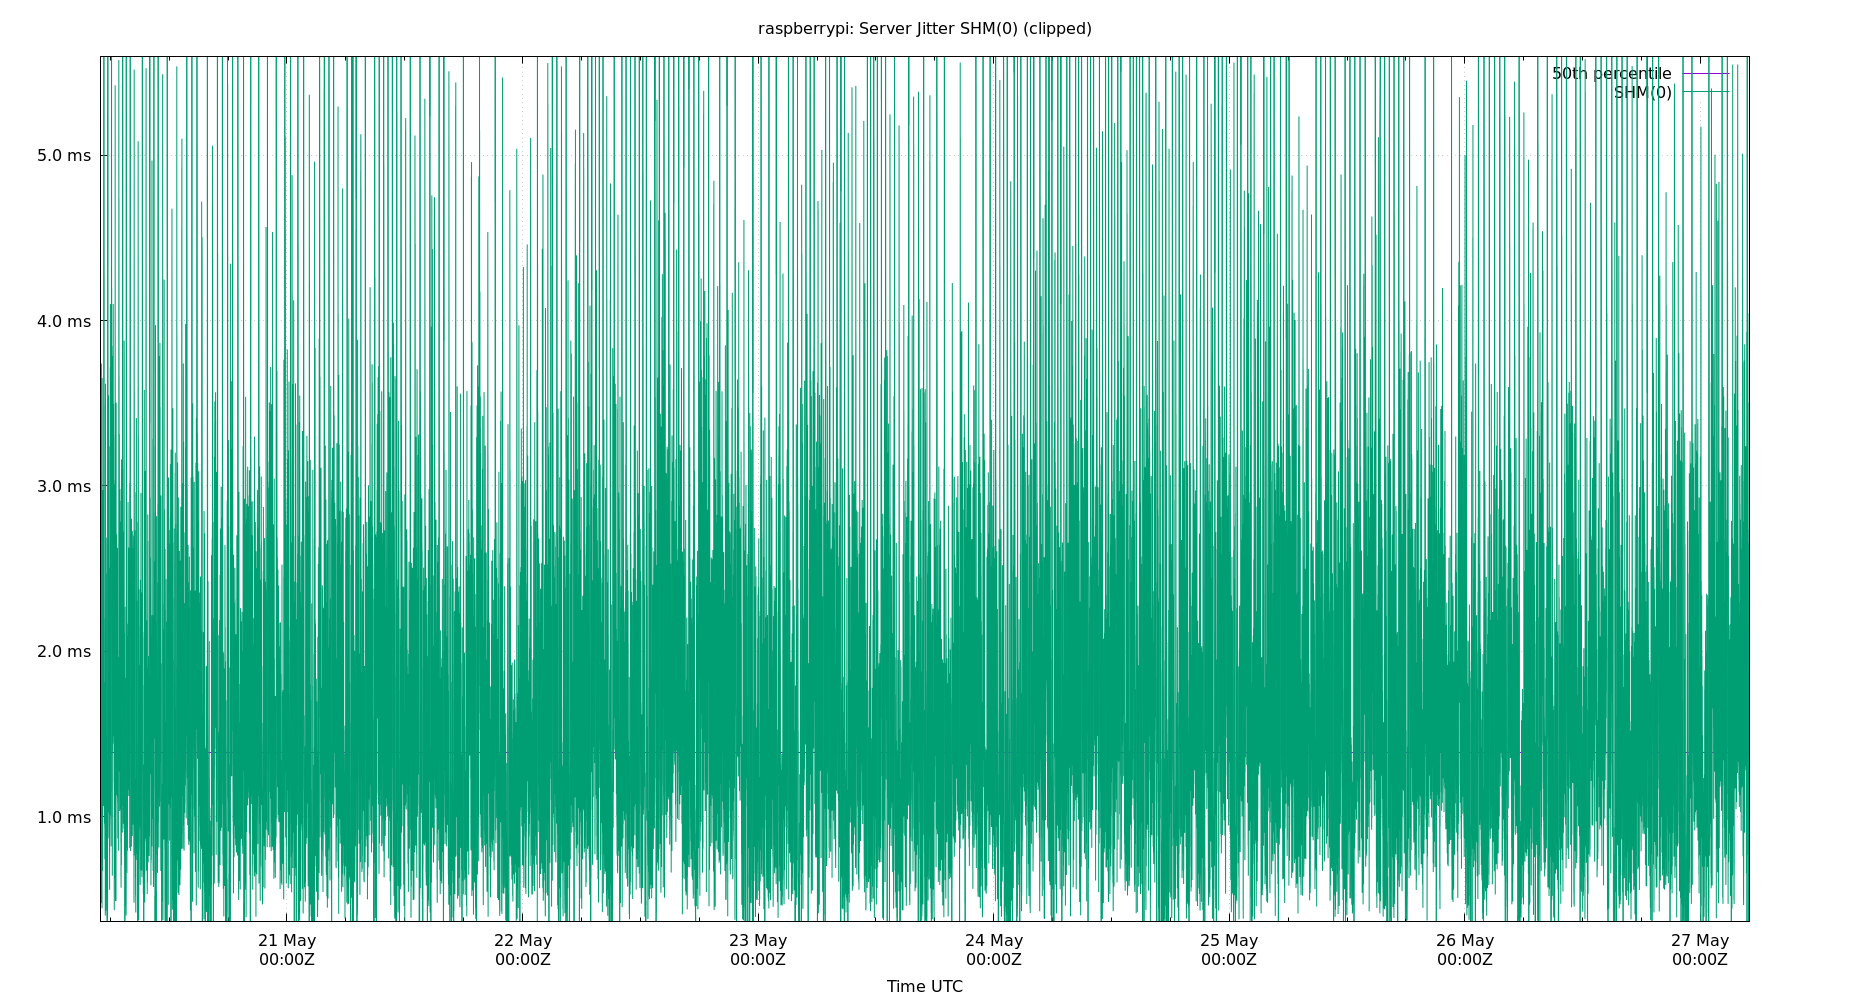 raspberrypi: Server Jitter SHM(0) (clipped)
50th percentile
SHM(0)
5.0 ms
4.0 ms
3.0 ms
2.0 ms
1.0 ms
21 May 22 May 23 May 24 May 25 May 26 May 27 May
00:00Z 00:00Z 00:00Z 00:00Z 00:00Z 00:00Z 00:00Z
Time UTC